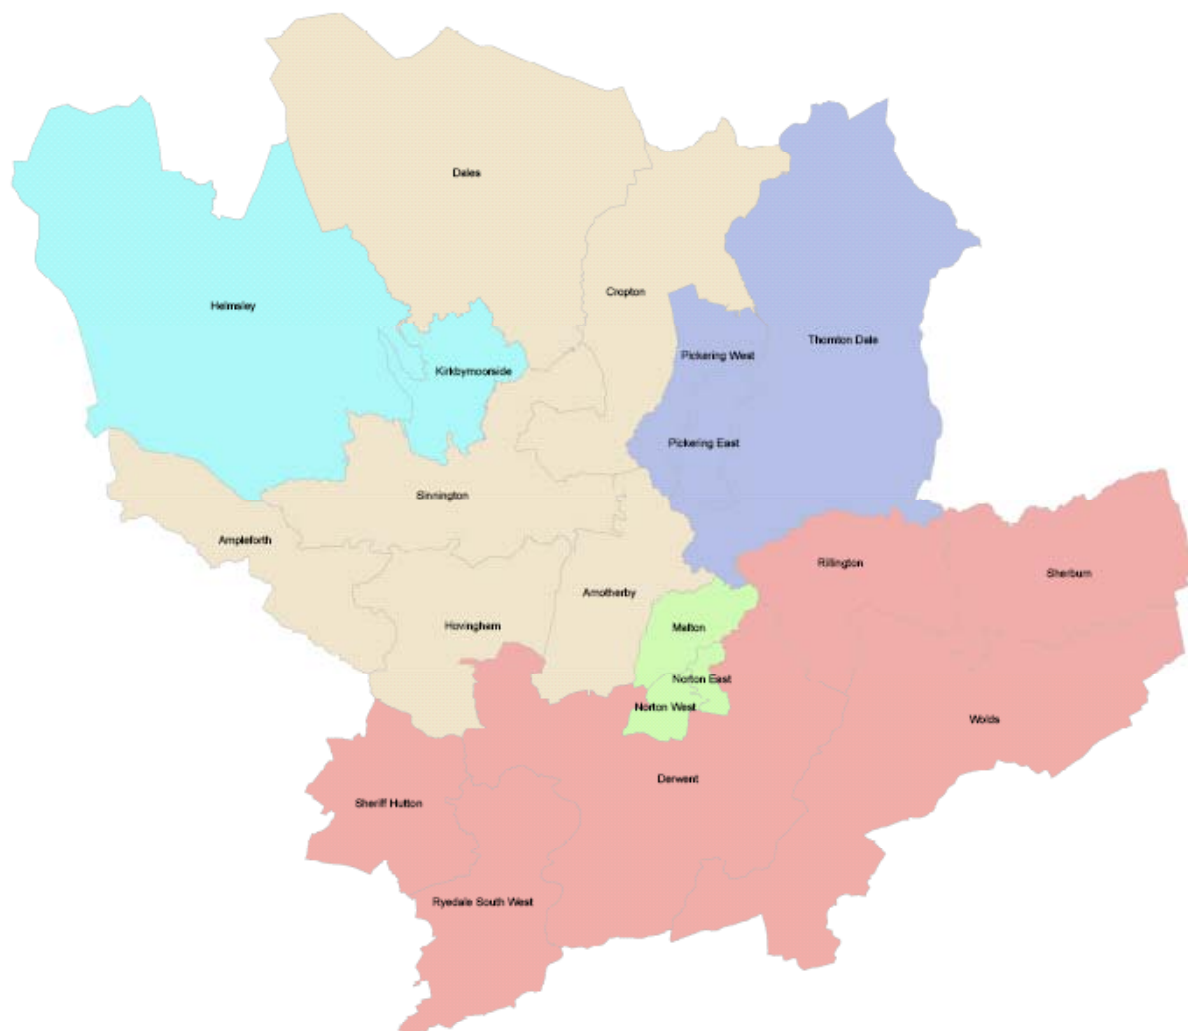 Dales
Cropton
Helmsley
Thornton Dale
Pickering West
Kirkbymoorside
Pickering East
Sinnington
Ampleforth
Rillington
Sherburn
Amotherby
Hovingham
Malton
Norton East
Norton West
Wolds
Derwent
Sheriff Hutton
Ryedale South West